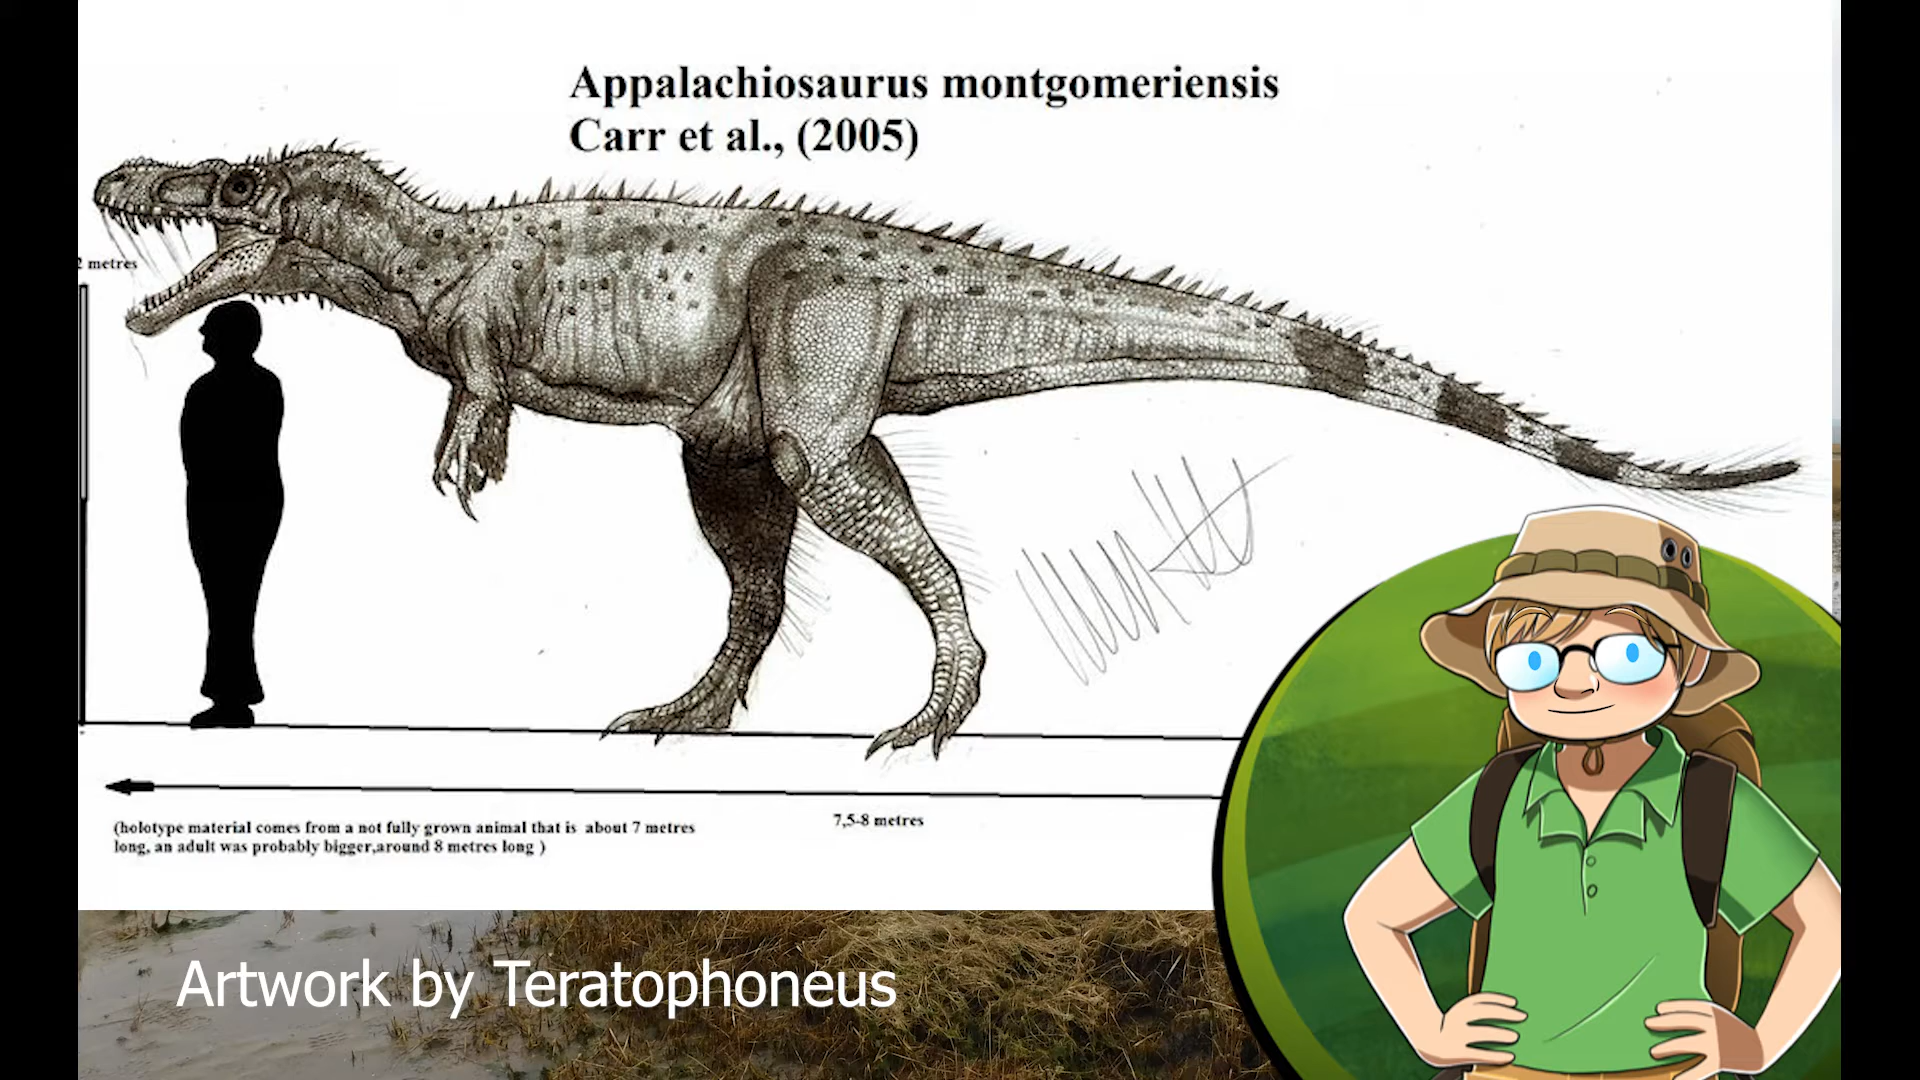 Appalachiosaurus montgomeriensis
Carr et al., (2005)
2 metres
7,5-8 metres
(holotype material comes from a not fully grown animal that is about 7 metres
long, an adult was probably bigger,around 8 metres long )
Artwork by Teratophoneus